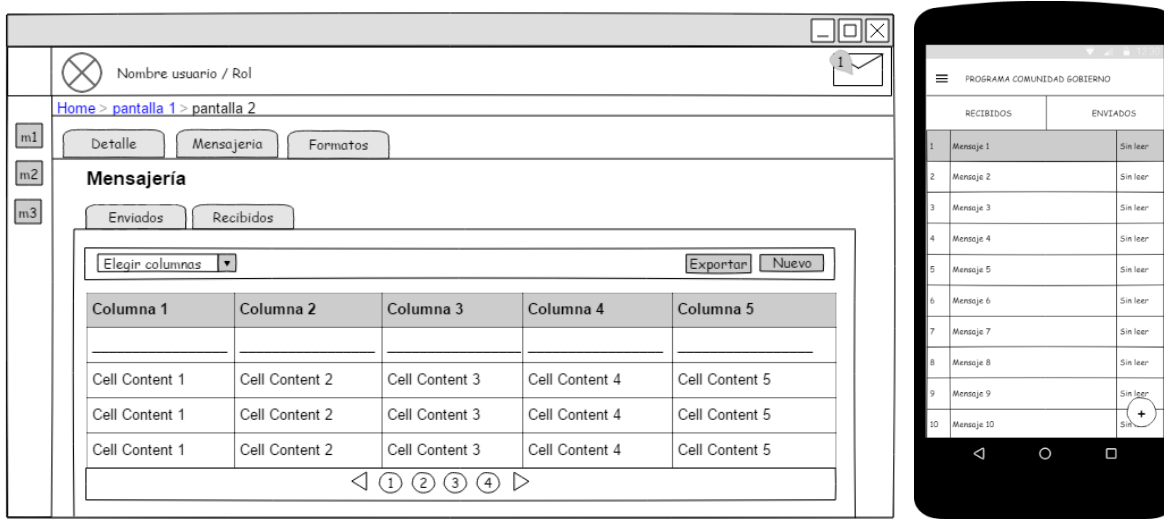 1
Nombre usuario / Rol
Home > pantalla 1 > pantalla 2
m1
m2
m3
Detalle Mensajeria Formatos
Mensajería
Enviados Recibidos
Elegir columnas Exportar Nuevo
Columna 1 Columna 2 Columna 3 Columna 4 Columna 5
Cell Content 1 Cell Content 2 Cell Content 3 Cell Content 4 Cell Content 5
Cell Content 1 Cell Content 2 Cell Content 3 Cell Content 4 Cell Content 5
Cell Content 1 Cell Content 2 Cell Content 3 Cell Content 4 Cell Content 5
1 2 3 4
PROGRAMA COMUNIDAD GOBIERNO
RECIBIDOS ENVIADOS
1 Mensaje 1 Sin leer
2 Mensaje 2 Sin leer
3 Mensaje 3 Sin leer
4 Mensaje 4 Sin leer
5 Mensaje 5 Sin leer
6 Mensaje 6 Sin leer
7 Mensaje 7 Sin leer
8 Mensaje 8 Sin leer
9 Mensaje 9 Sin leer
+
10 Mensaje 10 Sin